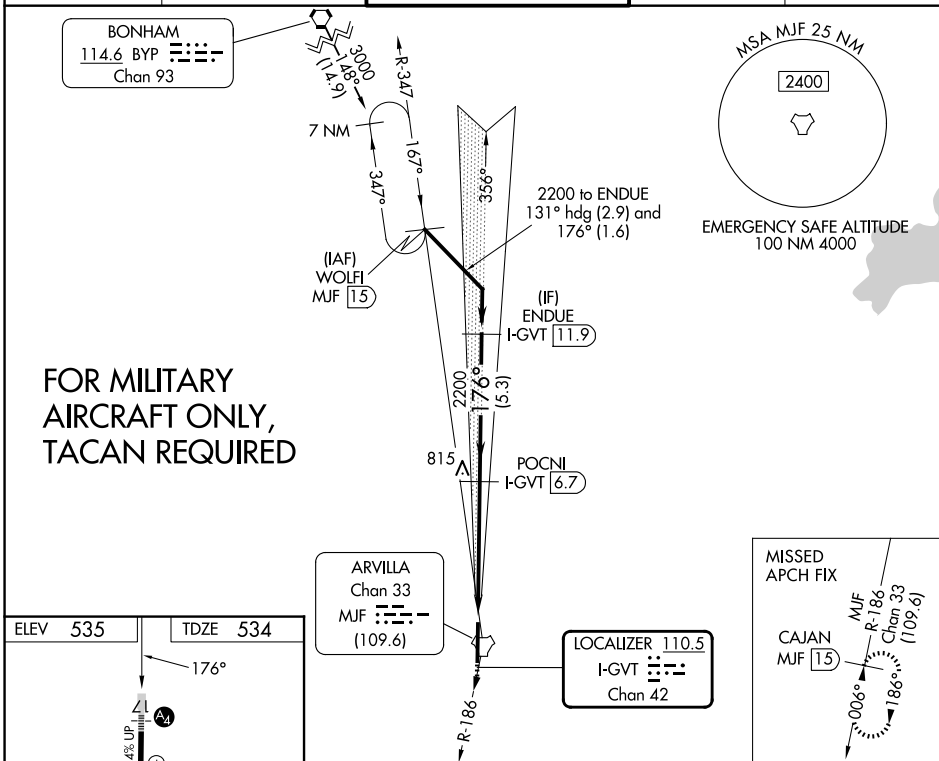 BONHAM
114.6 BYP
Chan 93
3000
148°
(14.9)
R-347
7 NM
167°
347°
356°
2200 to ENDUE
131° hdg (2.9) and
176° (1.6)
MSA MJF 25 NM
2400
EMERGENCY SAFE ALTITUDE
100 NM 4000
(IAF)
WOLFI
MJF 15
(IF)
ENDUE
I-GVT 11.9
FOR MILITARY
AIRCRAFT ONLY,
TACAN REQUIRED
2200
176°
(5.3)
815
POCNI
I-GVT 6.7
ARVILLA
Chan 33
MJF
(109.6)
LOCALIZER 110.5
I-GVT
Chan 42
R-186
MISSED
APCH FIX
MJF
R-186
Chan 33
(109.6)
CAJAN
MJF 15
006°
186°
ELEV 535
TDZE 534
176°
17
A4
4% UP